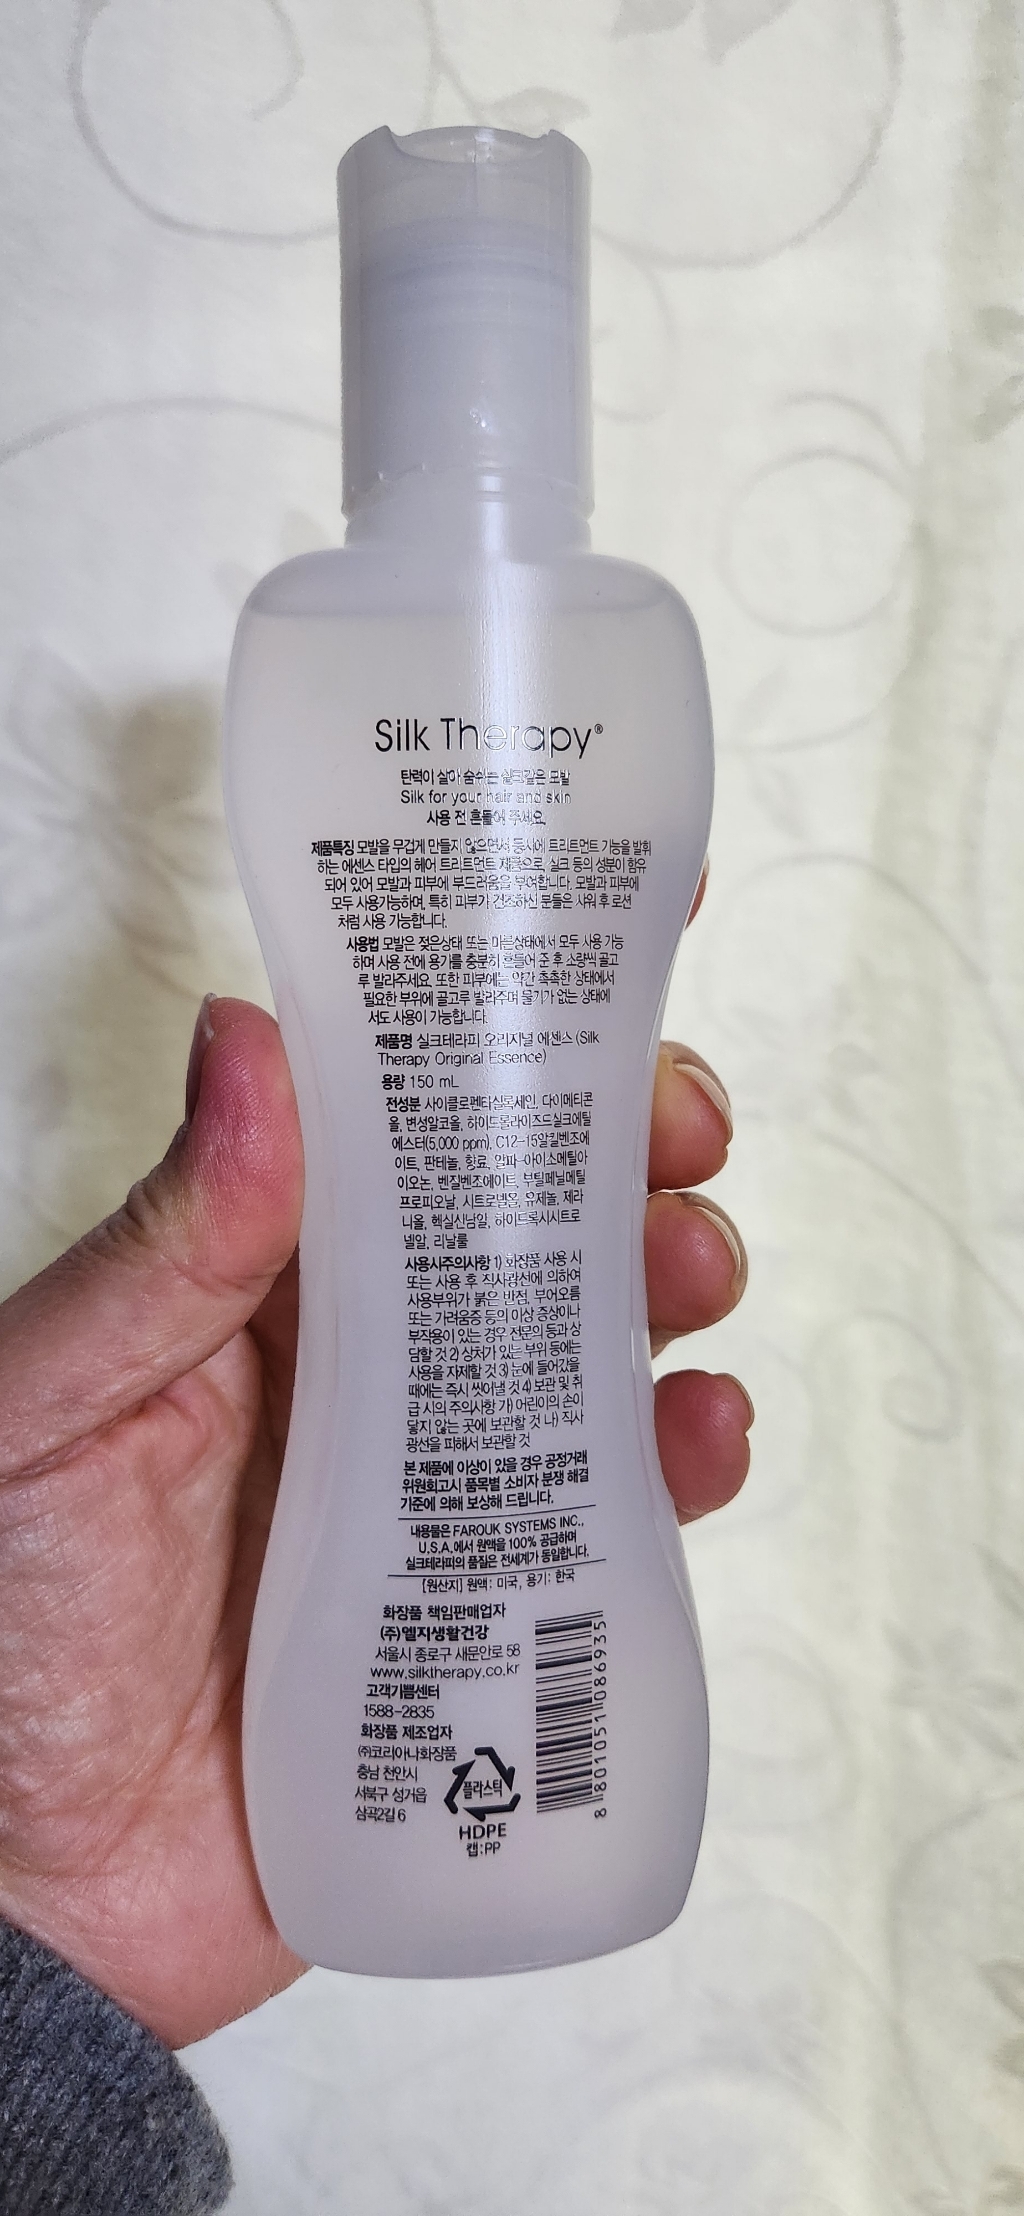 Silk Therapy®
탄력이 살아 숨쉬는 실크같은 모발
Silk for your hair and skin
사용 전 흔들어 주세요.
제품특징 모발을 무겁게 만들지 않으면서 동시에 트리트먼트 기능을 발휘
하는 에센스 타입의 헤어 트리트먼트 제품으로, 실크 등의 성분이 함유
되어 있어 모발과 피부에 부드러움을 부여합니다. 모발과 피부에
모두 사용가능하며, 특히 피부가 건조하신 분들은 샤워 후 로션
처럼 사용 가능합니다.
사용법 모발은 젖은상태 또는 마른상태에서 모두 사용 가능
하며 사용 전에 용기를 충분히 흔들어 준 후 소량씩 골고
루 발라주세요. 또한 피부에는 약간 촉촉한 상태에서
필요한 부위에 골고루 발라주며 물기가 없는 상태에
서도 사용이 가능합니다.
제품명 실크테라피 오리지널 에센스 (Silk
Therapy Original Essence)
용량 150 mL
전성분 사이클로펜타실록세인, 다이메티콘
올, 변성알코올, 하이드롤라이즈드실크에틸
에스터(5,000 ppm), C12-15알킬벤조에
이트, 판테놀, 향료, 알파-아이소메틸아
이오논, 벤질벤조에이트, 부틸페닐메틸
프로피오날, 시트로넬올, 유제놀, 제라
니올, 헥실신남알, 하이드록시시트로
넬알, 리날룰
사용시주의사항 1) 화장품 사용 시
또는 사용 후 직사광선에 의하여
사용부위가 붉은 반점, 부어오름
또는 가려움증 등의 이상 증상이나
부작용이 있는 경우 전문의 등과 상
담할 것 2) 상처가 있는 부위 등에는
사용을 자제할 것 3) 눈에 들어갔을
때에는 즉시 씻어낼 것 4) 보관 및 취
급 시의 주의사항 가) 어린이의 손이
닿지 않는 곳에 보관할 것 나) 직사
광선을 피해서 보관할 것
본 제품에 이상이 있을 경우 공정거래
위원회고시 품목별 소비자 분쟁 해결
기준에 의해 보상해 드립니다.
내용물은 FAROUK SYSTEMS INC.,
U.S.A.에서 원액을 100% 공급하며
실크테라피의 품질은 전세계가 동일합니다.
[원산지] 원액: 미국, 용기: 한국
화장품 책임판매업자
(주)엘지생활건강
서울시 종로구 새문안로 58
www.silktherapy.co.kr
고객기쁨센터
1588-2835
화장품 제조업자
㈜코리아나화장품
충남 천안시
서북구 성거읍
삼곡2길 6
플라스틱
HDPE
캡:PP
8 801051 086935